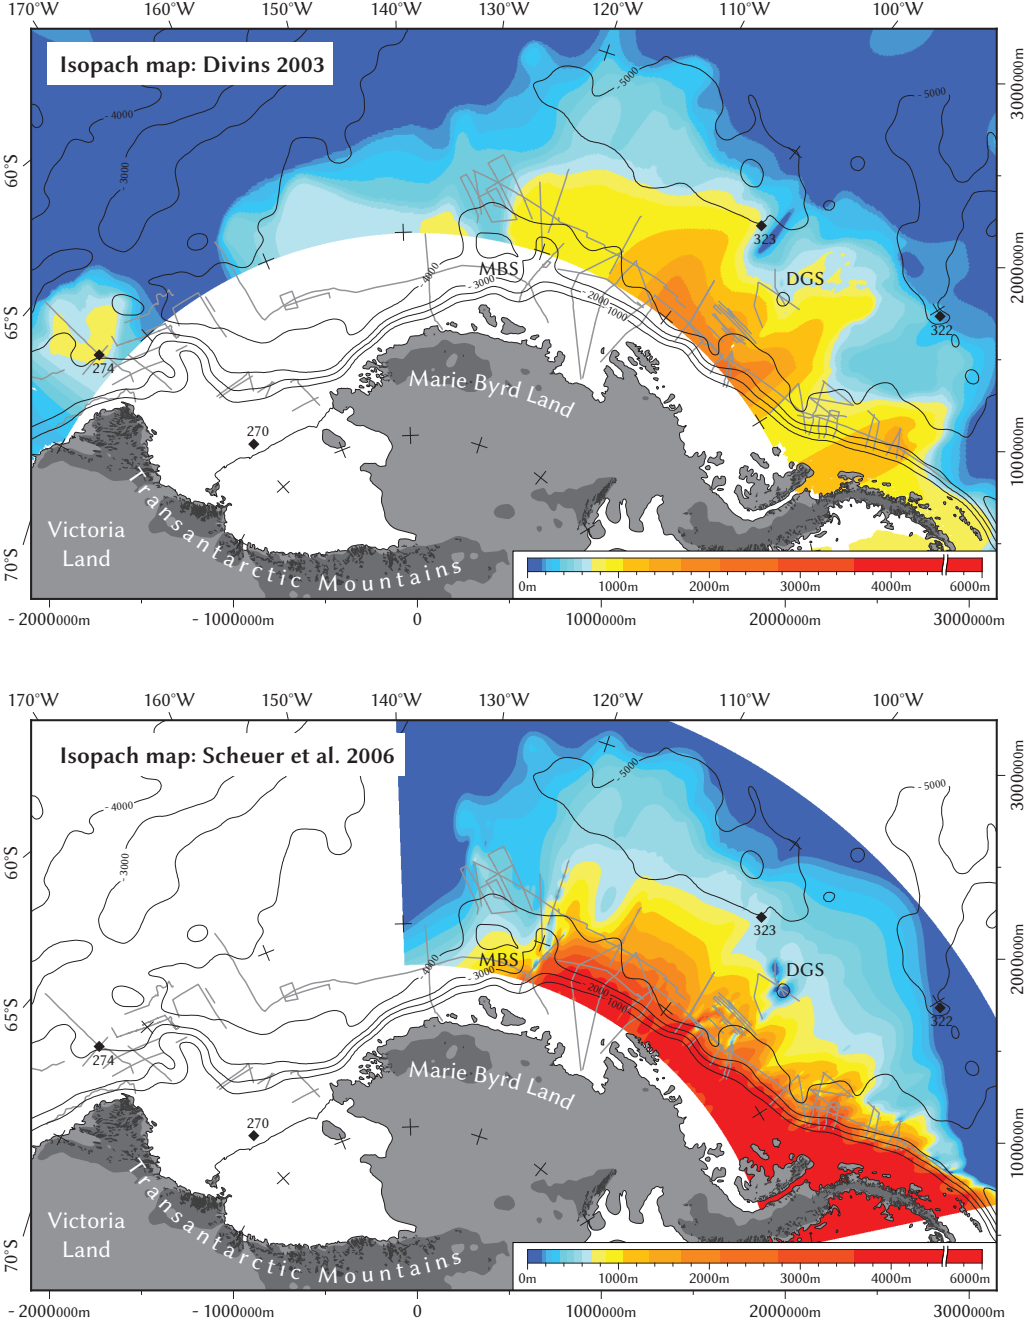 170°W 160°W 150°W 140°W 130°W 120°W 110°W 100°W
Isopach map: Divins 2003
3000000m
2000000m
1000000m
60°S
65°S
70°S
- 4000
- 3000
- 5000
- 5000
323
DGS
322
MBS
- 4000
- 3000
- 2000
- 1000
274
270
Marie Byrd Land
Transantarctic Mountains
Victoria
Land
0m 1000m 2000m 3000m 4000m 6000m
- 2000000m - 1000000m 0 1000000m 2000000m 3000000m
170°W 160°W 150°W 140°W 130°W 120°W 110°W 100°W
Isopach map: Scheuer et al. 2006
3000000m
2000000m
1000000m
60°S
65°S
70°S
- 4000
- 3000
- 5000
- 5000
323
DGS
322
MBS
- 4000
- 3000
- 2000
- 1000
274
270
Marie Byrd Land
Transantarctic Mountains
Victoria
Land
0m 1000m 2000m 3000m 4000m 6000m
- 2000000m - 1000000m 0 1000000m 2000000m 3000000m